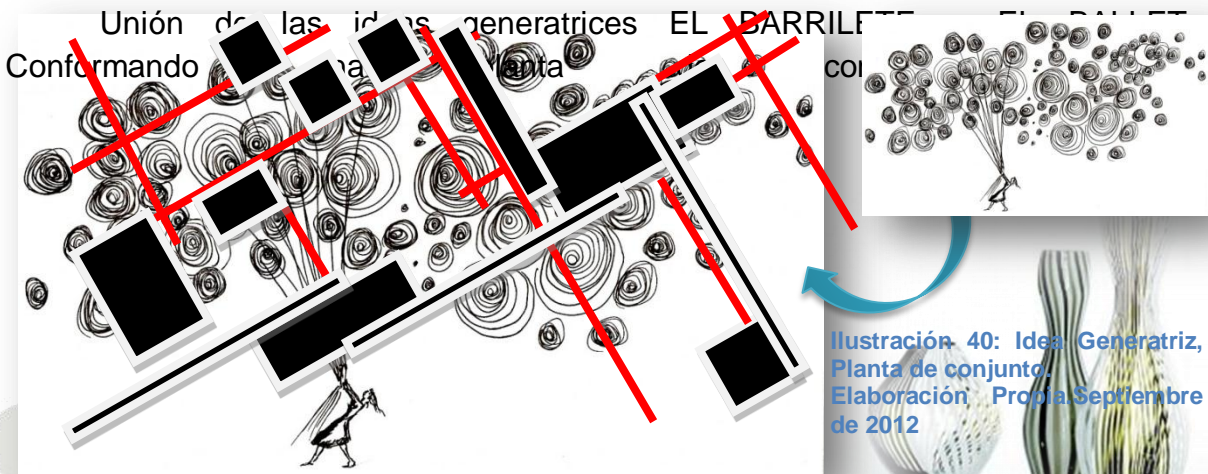 Unión de las ideas generatrices EL BARRILETE EL BALLET
Conformando planta con
Ilustración 40: Idea Generatriz,
Planta de conjunto.
Elaboración Propia.Septiembre
de 2012